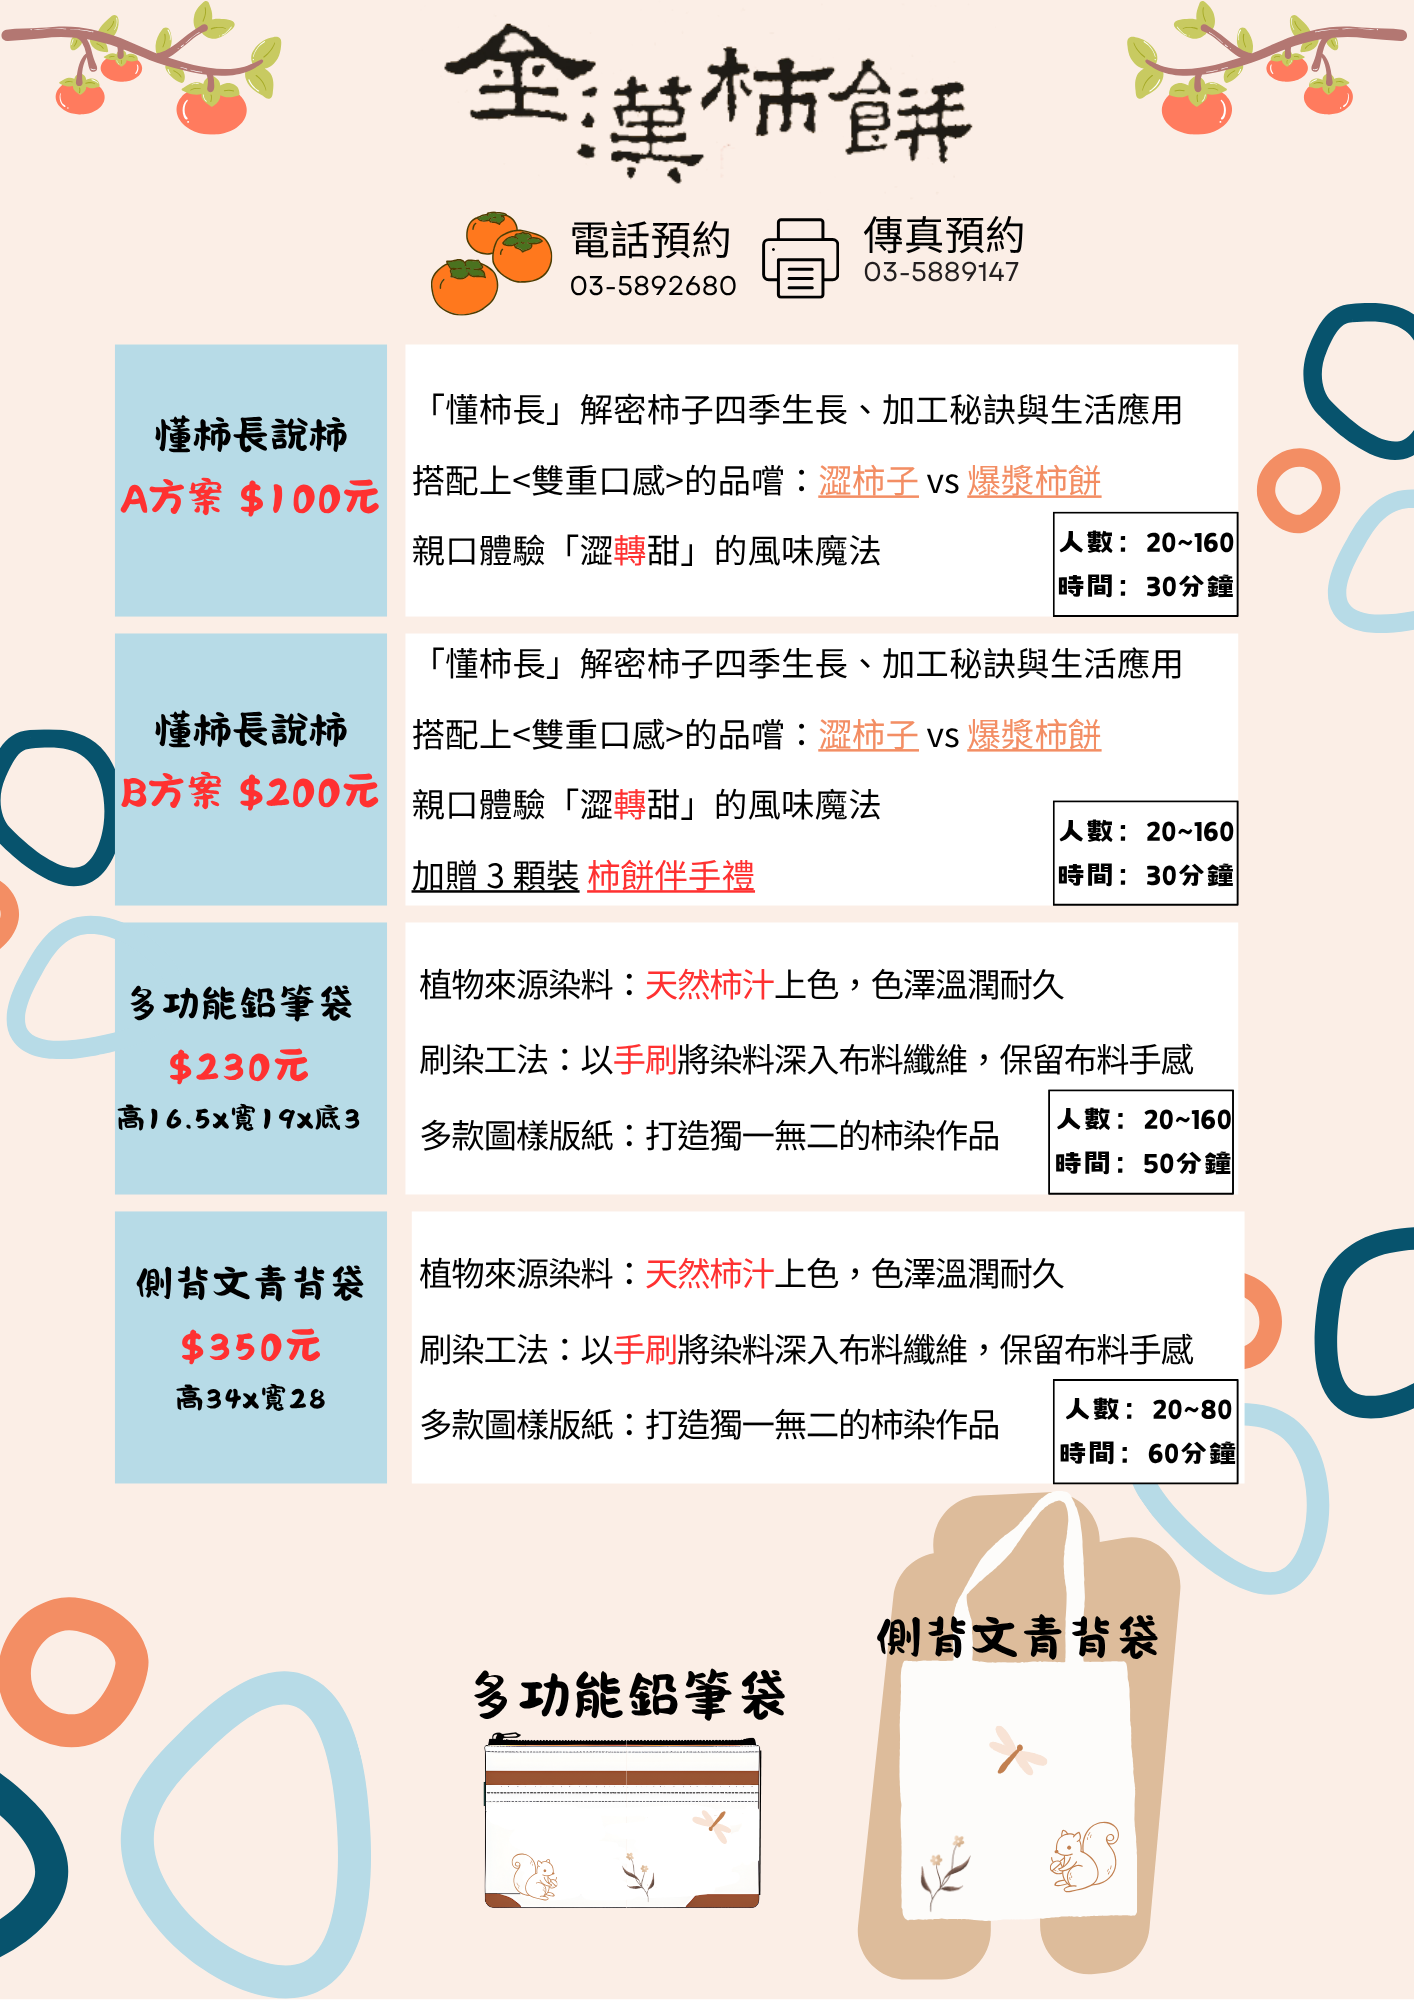 金漢柿餅
電話預約
03-5892680
傳真預約
03-5889147
懂柿長說柿
A方案 $100元
「懂柿長」解密柿子四季生長、加工秘訣與生活應用
搭配上<雙重口感>的品嚐：澀柿子 vs 爆漿柿餅
親口體驗「澀轉甜」的風味魔法
人數：20~160
時間：30分鐘
懂柿長說柿
B方案 $200元
「懂柿長」解密柿子四季生長、加工秘訣與生活應用
搭配上<雙重口感>的品嚐：澀柿子 vs 爆漿柿餅
親口體驗「澀轉甜」的風味魔法
加贈 3 顆裝 柿餅伴手禮
人數：20~160
時間：30分鐘
多功能鉛筆袋
$230元
高16.5x寬19x底3
植物來源染料：天然柿汁上色，色澤溫潤耐久
刷染工法：以手刷將染料深入布料纖維，保留布料手感
多款圖樣版紙：打造獨一無二的柿染作品
人數：20~160
時間：50分鐘
側背文青背袋
$350元
高34x寬28
植物來源染料：天然柿汁上色，色澤溫潤耐久
刷染工法：以手刷將染料深入布料纖維，保留布料手感
多款圖樣版紙：打造獨一無二的柿染作品
人數：20~80
時間：60分鐘
側背文青背袋
多功能鉛筆袋